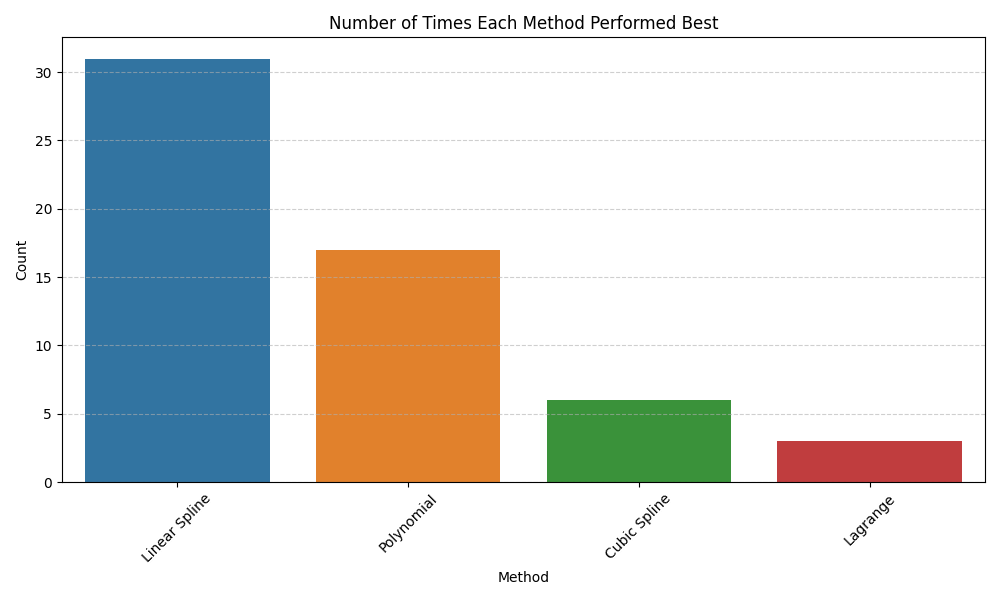 Number of Times Each Method Performed Best
Count
30
25
20
15
10
5
0
Linear Spline
Polynomial
Cubic Spline
Lagrange
Method